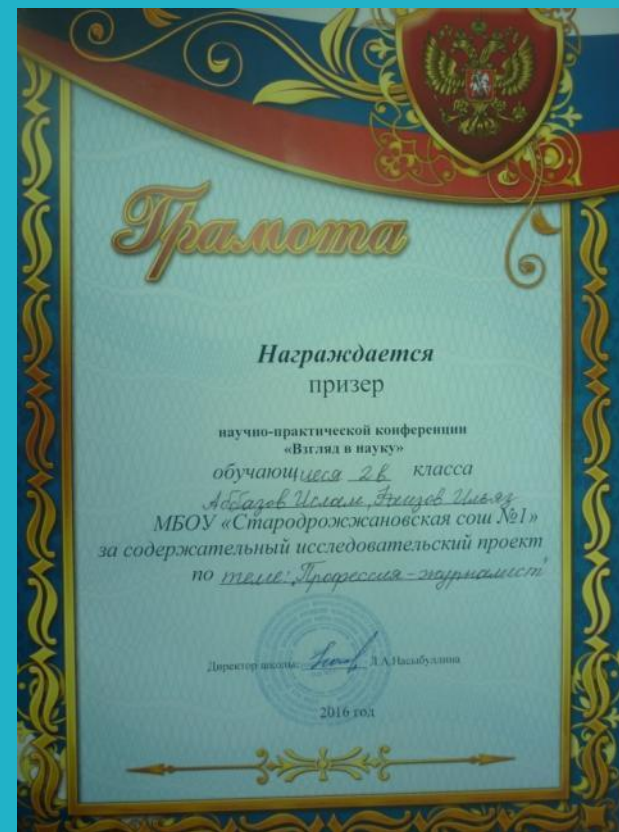 Грамота
Награждается
призер
научно-практической конференции
«Взгляд в науку»
обучающиеся 2в класса
Аббазов Ислам, Ильяз
МБОУ «Стародрожжановская сош №1»
за содержательный исследовательский проект
по теме: "Профессия - журналист"
Директор школы: Л.А.Насыбуллина
2016 год